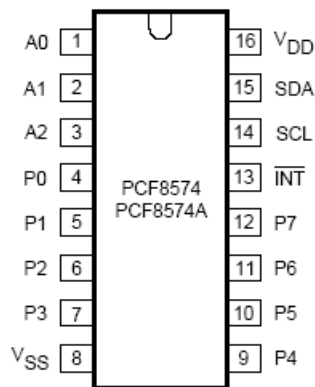 A0 1 16 VDD
A1 2 15 SDA
A2 3 14 SCL
P0 4 13 INT
PCF8574
PCF8574A
P1 5 12 P7
P2 6 11 P6
P3 7 10 P5
VSS 8 9 P4